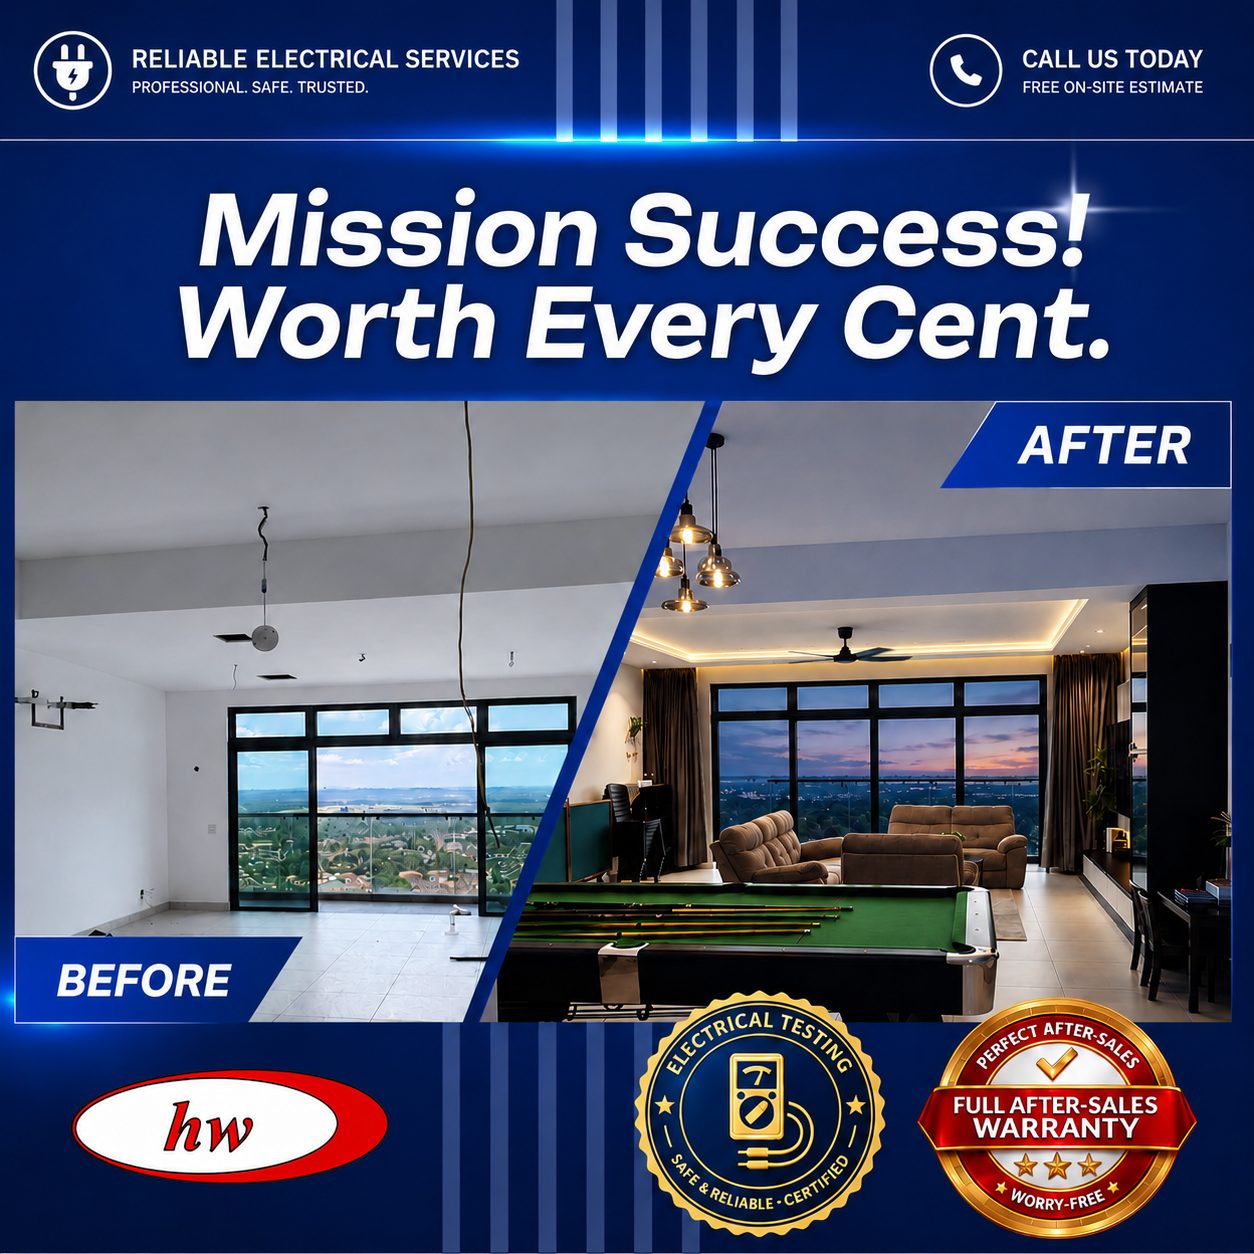 RELIABLE ELECTRICAL SERVICES
PROFESSIONAL. SAFE. TRUSTED.
CALL US TODAY
FREE ON-SITE ESTIMATE
Mission Success!
Worth Every Cent.
AFTER
BEFORE
hw
ELECTRICAL TESTING
SAFE & RELIABLE • CERTIFIED
PERFECT AFTER-SALES
FULL AFTER-SALES
WARRANTY
WORRY-FREE